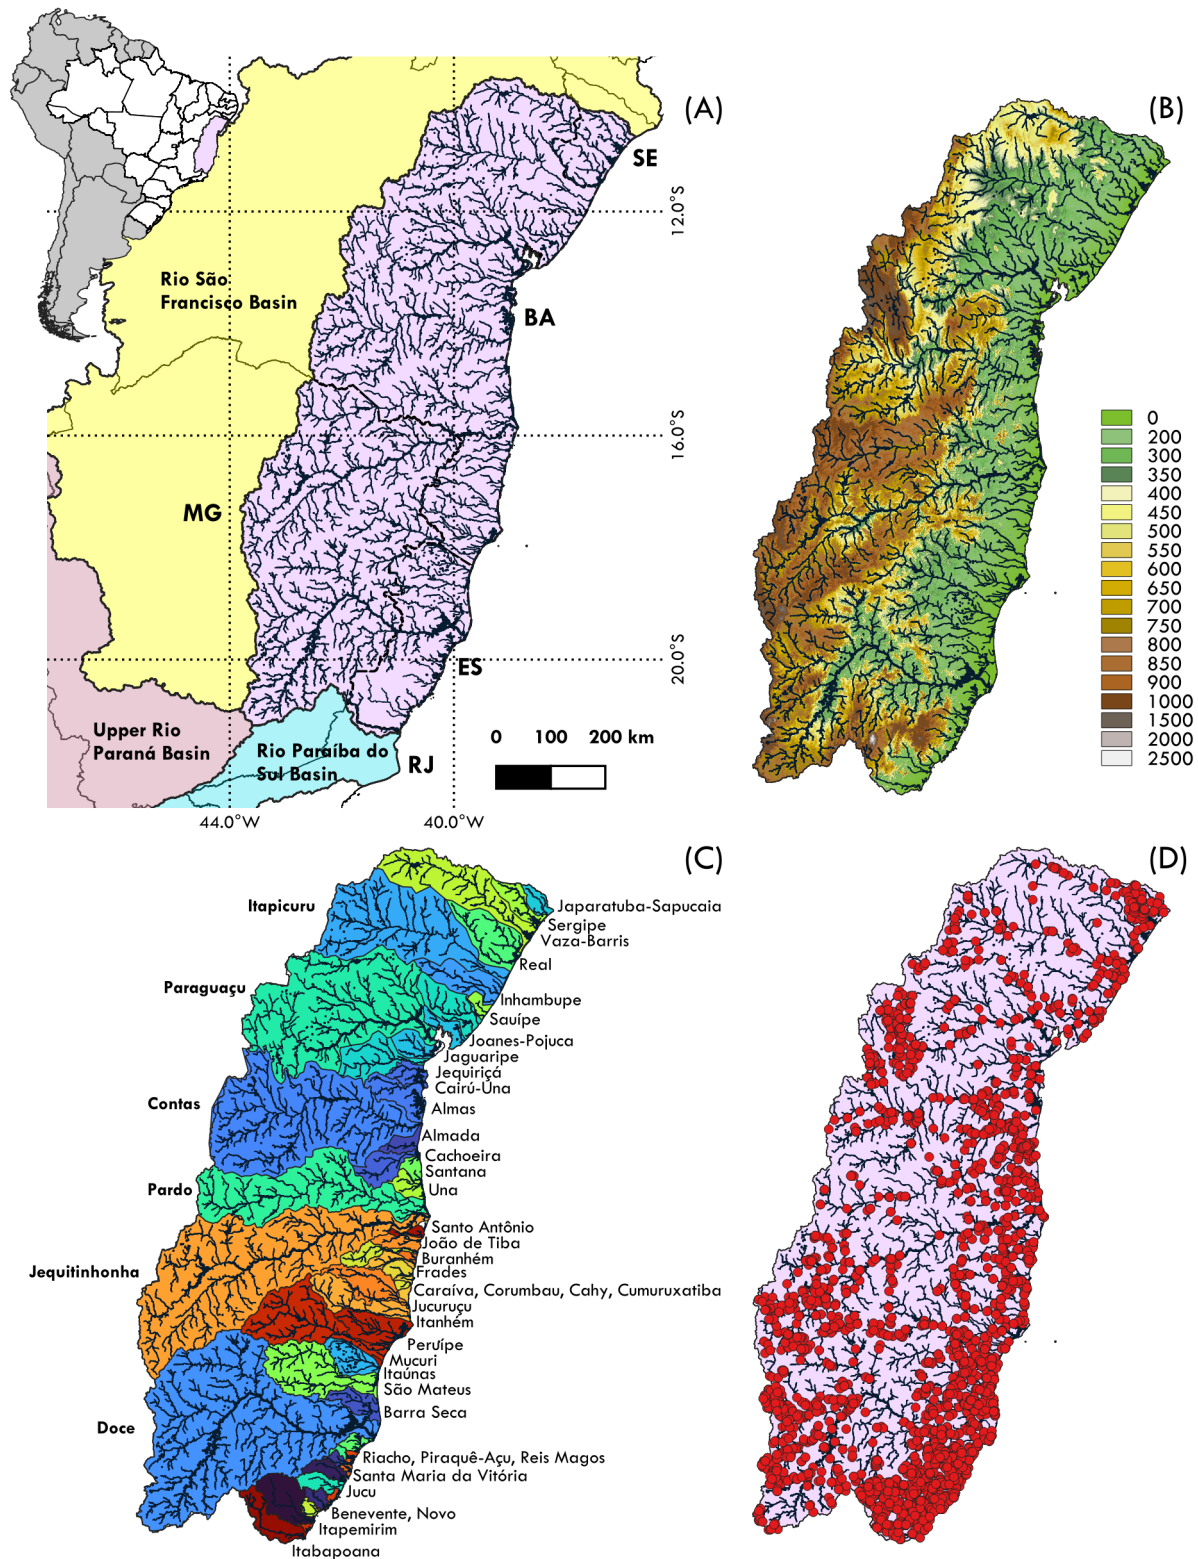 (A)
(B)
SE
12.0°S
Rio São
Francisco Basin
BA
16.0°S
MG
0
200
300
350
400
450
500
550
600
650
700
750
800
850
900
1000
1500
2000
2500
20.0°S
ES
Upper Rio
Paraná Basin
Rio Paraíba do
Sul Basin
RJ
0 100 200 km
44.0°W
40.0°W
(C)
(D)
Itapicuru
Paraguaçu
Contas
Pardo
Jequitinhonha
Doce
Japaratuba-Sapucaia
Sergipe
Vaza-Barris
Real
Inhambupe
Sauípe
Joanes-Pojuca
Jaguaripe
Jequiriçá
Cairú-Una
Almas
Almada
Cachoeira
Santana
Una
Santo Antônio
João de Tiba
Buranhém
Frades
Caraíva, Corumbau, Cahy, Cumuruxatiba
Jucuruçu
Itanhém
Peruípe
Mucuri
Itaúnas
São Mateus
Barra Seca
Riacho, Piraquê-Açu, Reis Magos
Santa Maria da Vitória
Jucu
Benevente, Novo
Itapemirim
Itabapoana